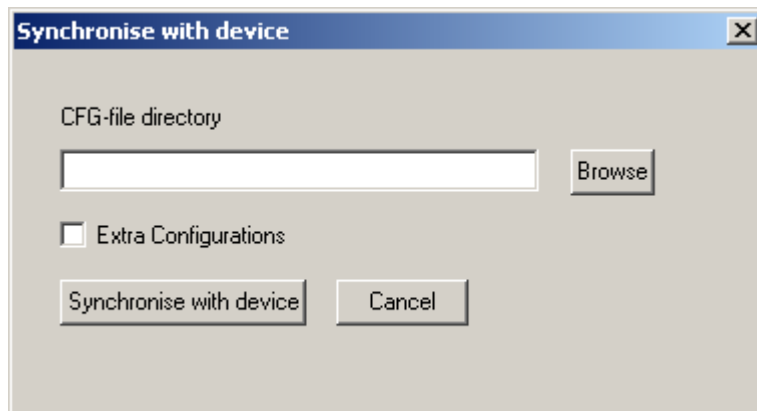 Synchronise with device
CFG-file directory
Browse
Extra Configurations
Synchronise with device Cancel